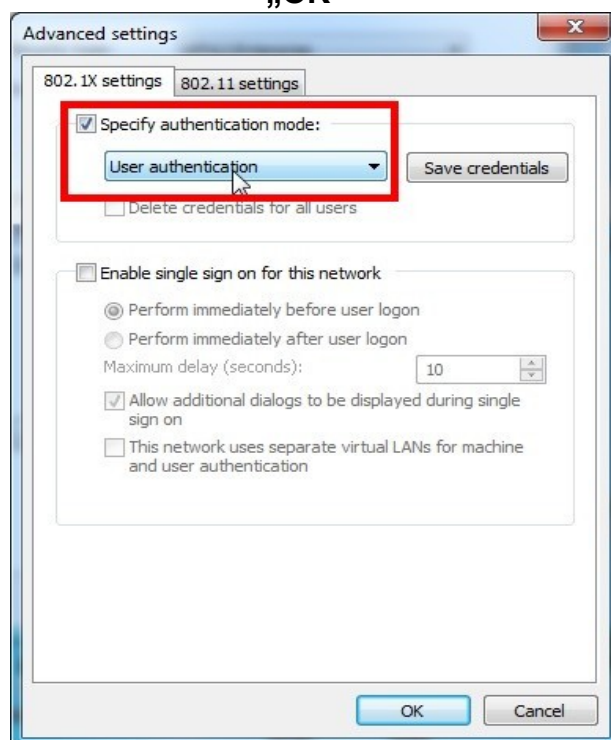 „OK
Advanced settings
802.1X settings 802.11 settings
Specify authentication mode:
User authentication Save credentials
Delete credentials for all users
Enable single sign on for this network
Perform immediately before user logon
Perform immediately after user logon
Maximum delay (seconds): 10
Allow additional dialogs to be displayed during single
sign on
This network uses separate virtual LANs for machine
and user authentication
OK Cancel